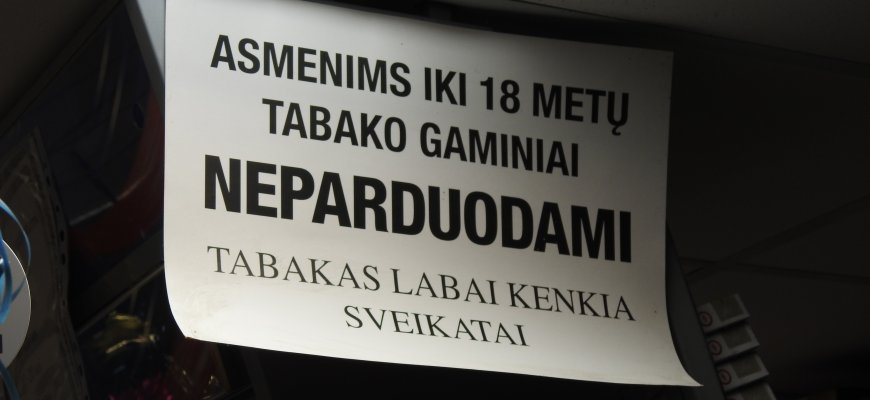 ASMENIMS IKI 18 METŲ
TABAKO GAMINIAI
NEPARDUODAMI
TABAKAS LABAI KENKIA
SVEIKATAI